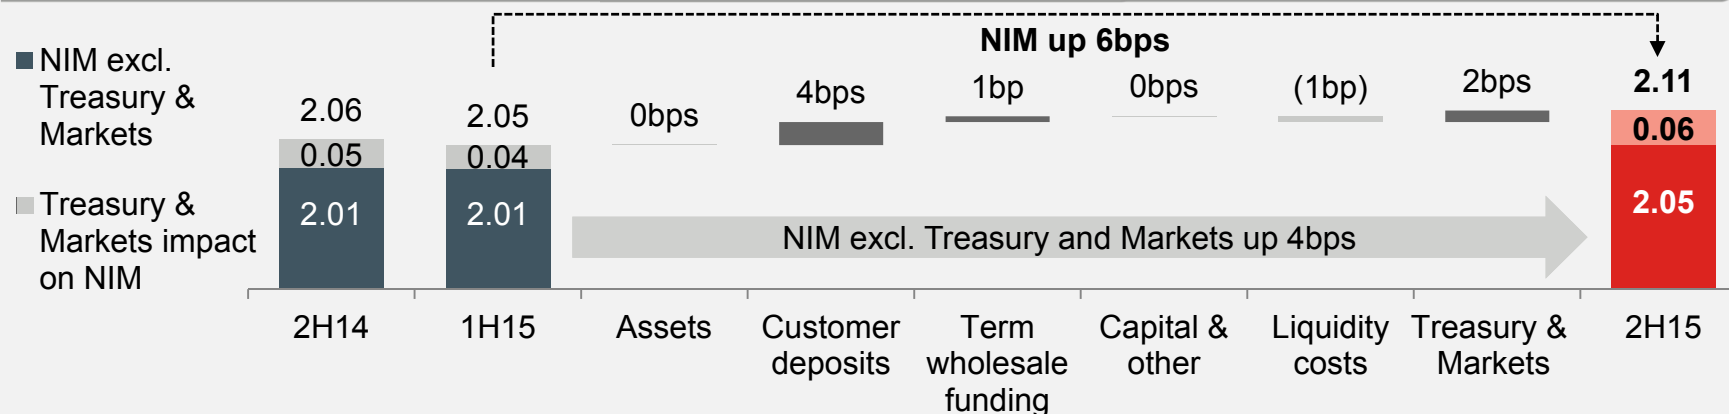 NIM up 6bps
NIM excl.
Treasury &
Markets
Treasury &
Markets impact
on NIM
2.06
0.05
2.01
2.05
0.04
2.01
0bps
4bps
1bp
0bps
(1bp)
2bps
2.11
0.06
2.05
NIM excl. Treasury and Markets up 4bps
2H14
1H15
Assets
Customer
deposits
Term
wholesale
funding
Capital &
other
Liquidity
costs
Treasury &
Markets
2H15